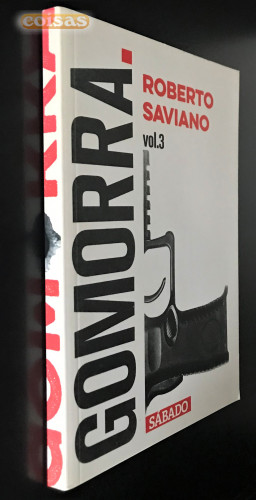 coisas
GOMORRA.
ROBERTO
SAVIANO
vol.3
SÁBADO